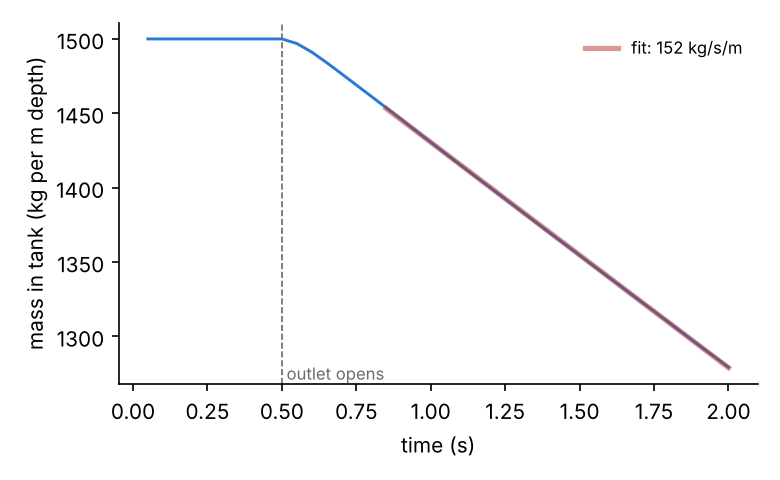 fit: 152 kg/s/m
mass in tank (kg per m depth)
1500
1450
1400
1350
1300
outlet opens
0.00 0.25 0.50 0.75 1.00 1.25 1.50 1.75 2.00
time (s)